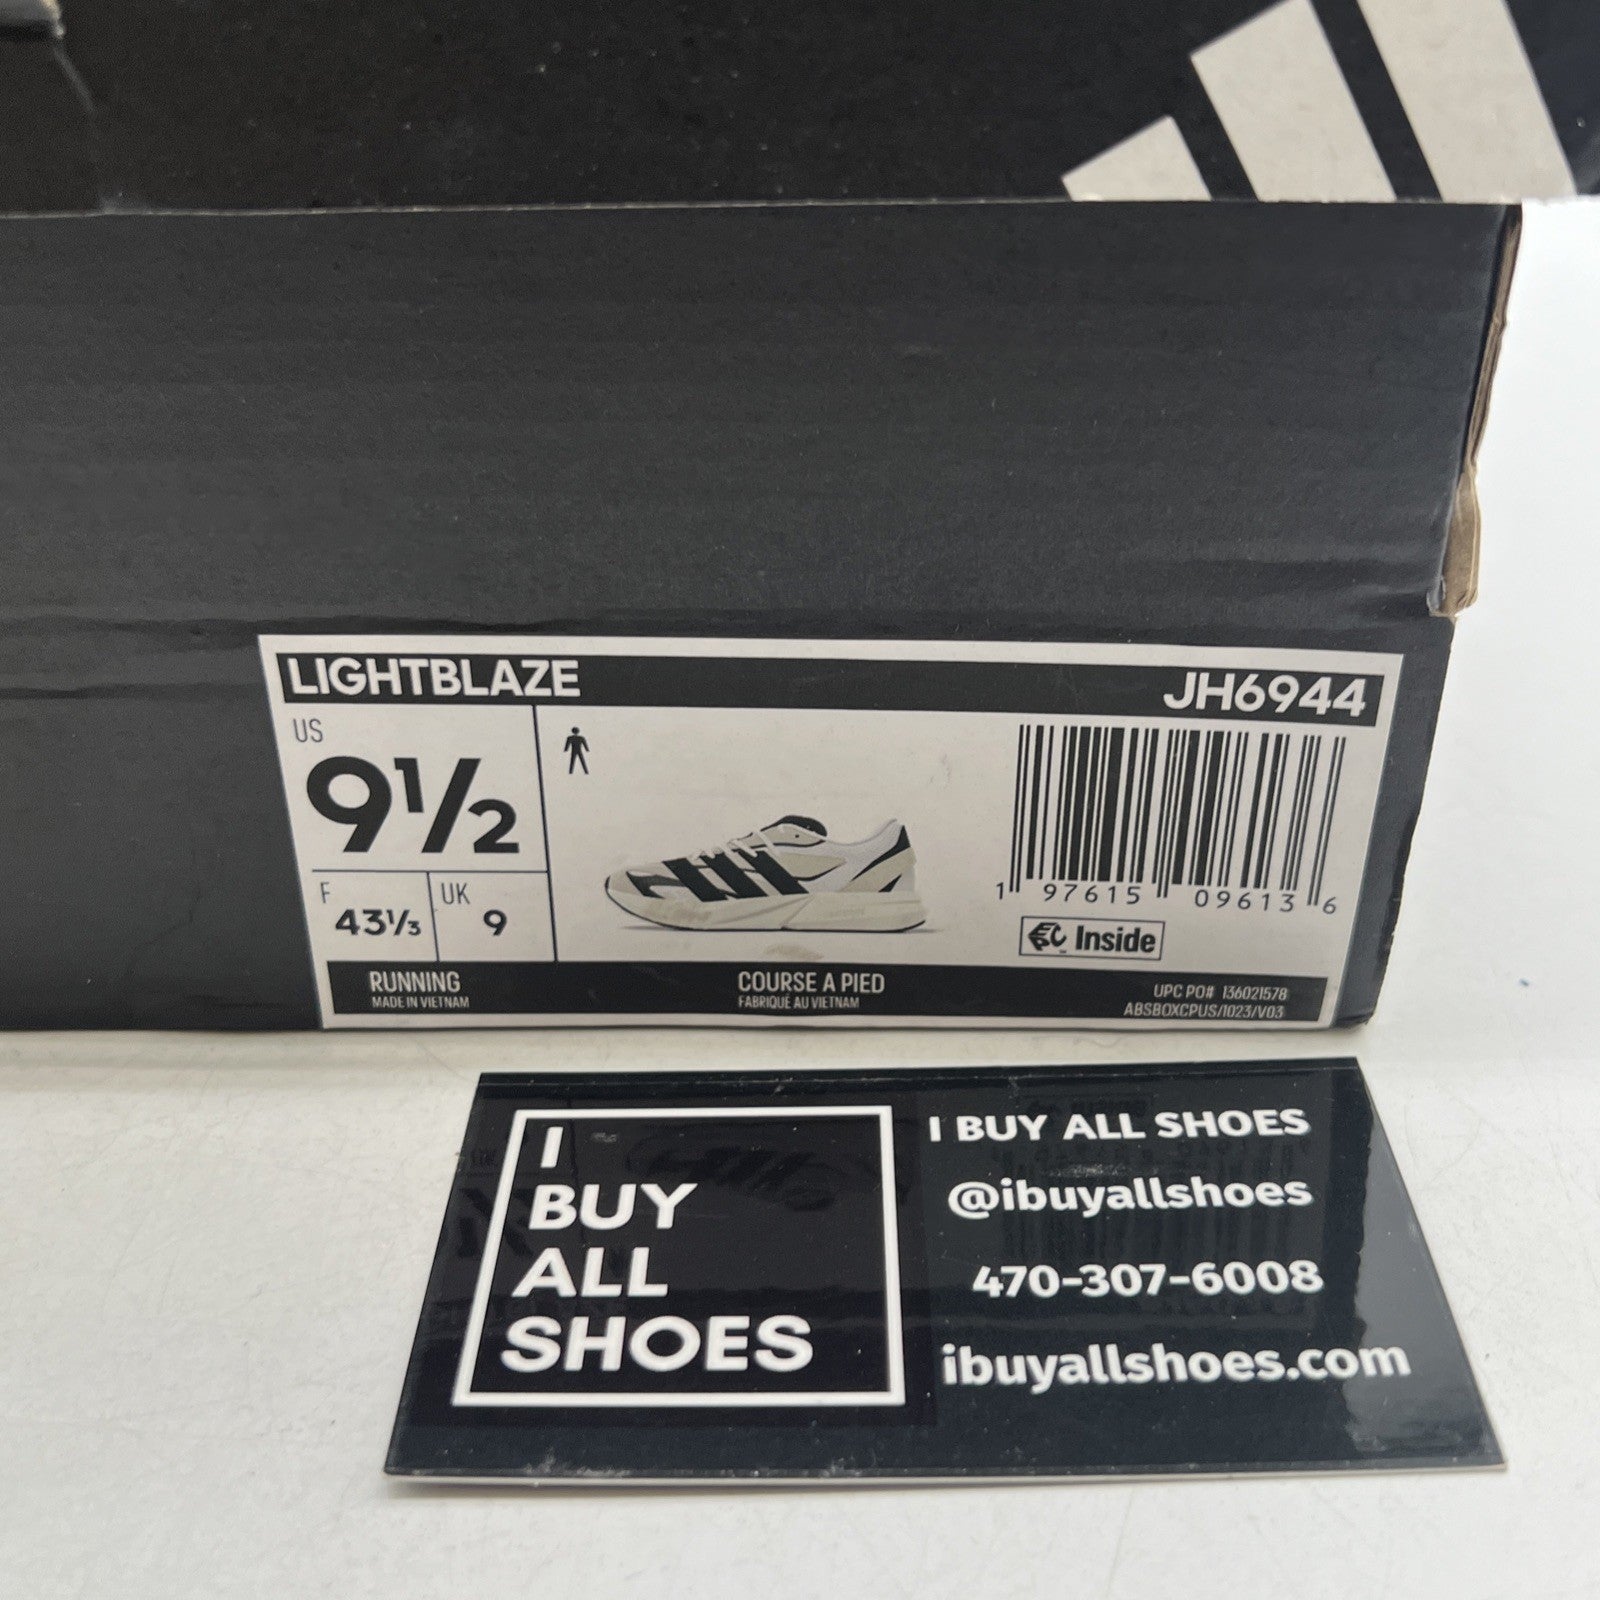 LIGHTBLAZE JH6944
US
9½
F
43⅓
UK
9
1 97615 09613 6
Inside
RUNNING
MADE IN VIETNAM
COURSE A PIED
FABRIQUÉ AU VIETNAM
UPC PO# 136021578
ABSBOXCPUS/1023/V03
I
BUY
ALL
SHOES
I BUY ALL SHOES
@ibuyallshoes
470-307-6008
ibuyallshoes.com